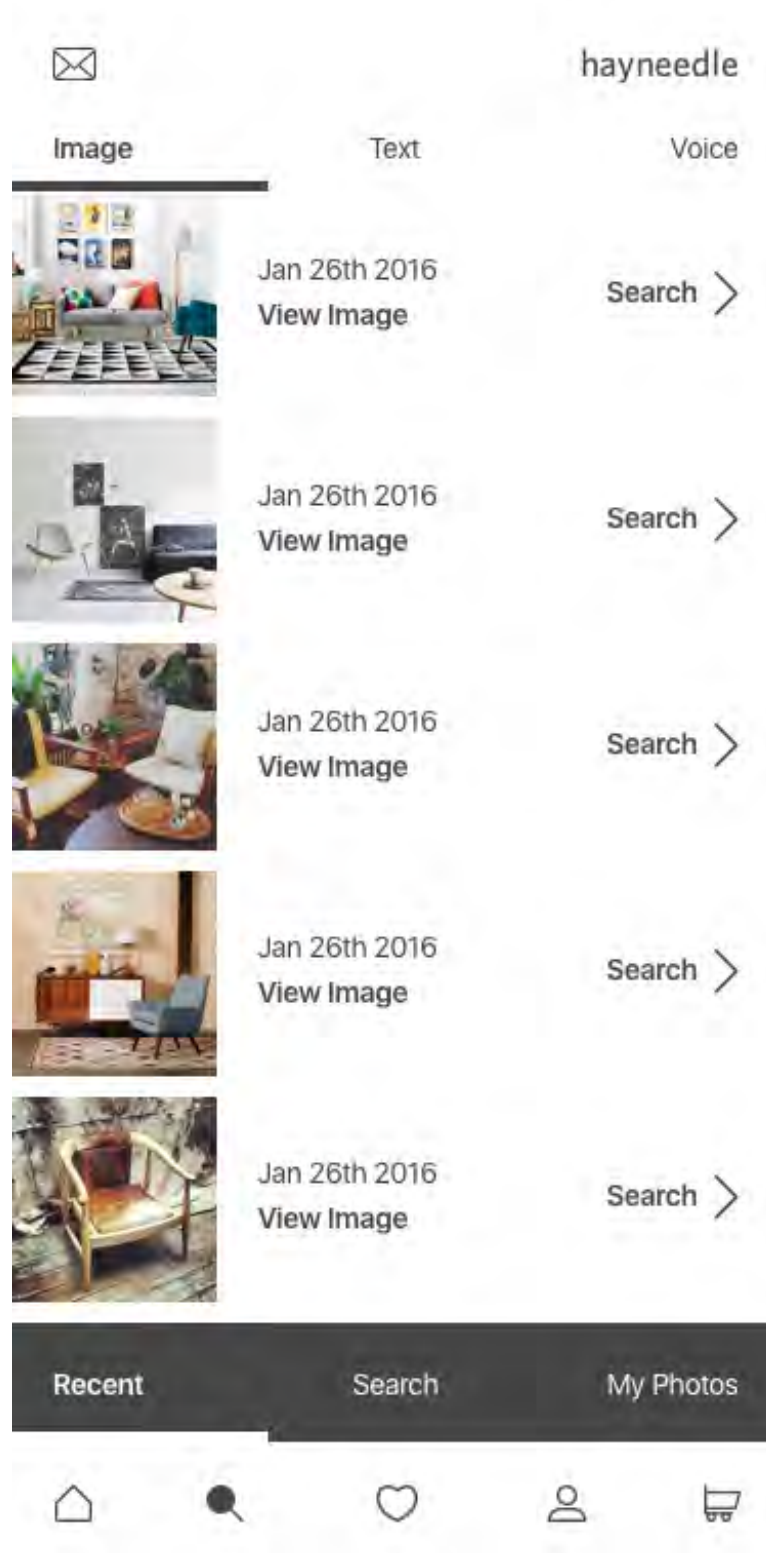 hayneedle
Image Text Voice
Jan 26th 2016
View Image
Search
Jan 26th 2016
View Image
Search
Jan 26th 2016
View Image
Search
Jan 26th 2016
View Image
Search
Jan 26th 2016
View Image
Search
Recent Search My Photos